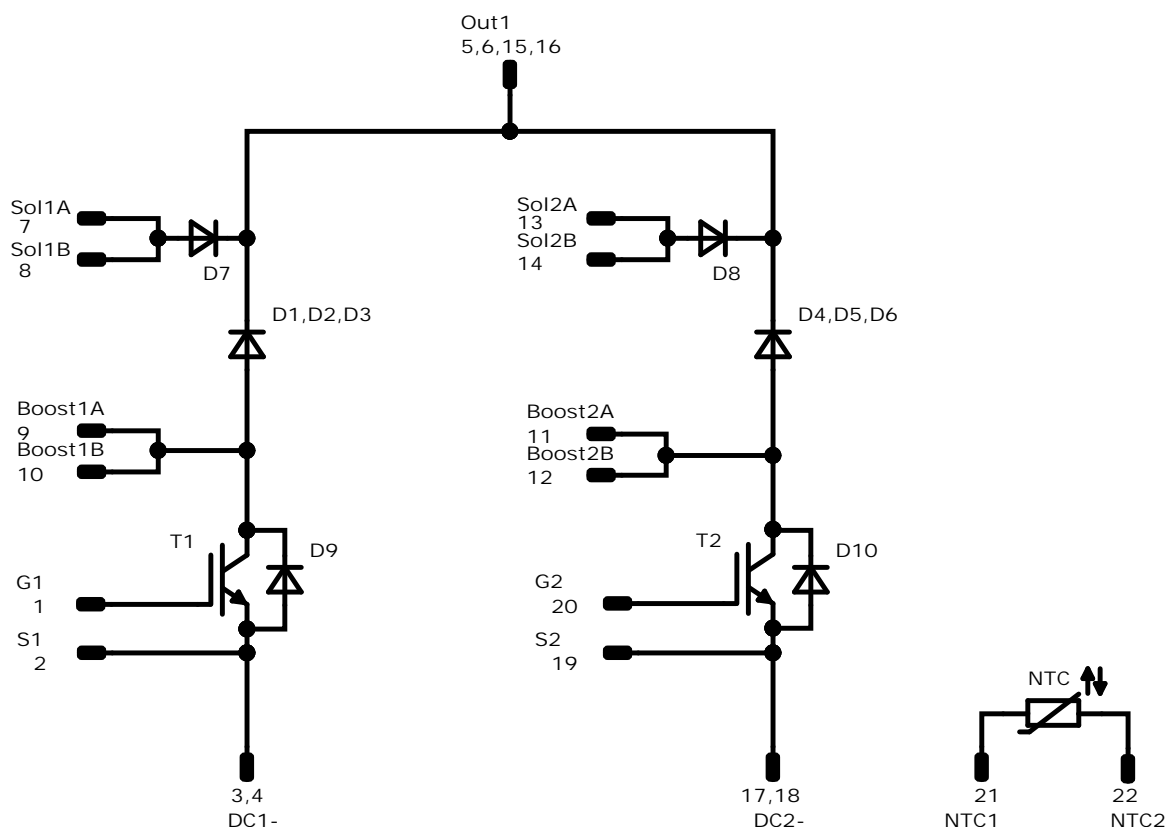 Out1
5,6,15,16
Sol1A
7
Sol1B
8
D7
Sol2A
13
Sol2B
14
D8
D1,D2,D3
D4,D5,D6
Boost1A
9
Boost1B
10
Boost2A
11
Boost2B
12
T1
D9
T2
D10
G1
1
G2
20
S1
2
S2
19
NTC
3,4
DC1-
17,18
DC2-
21
NTC1
22
NTC2